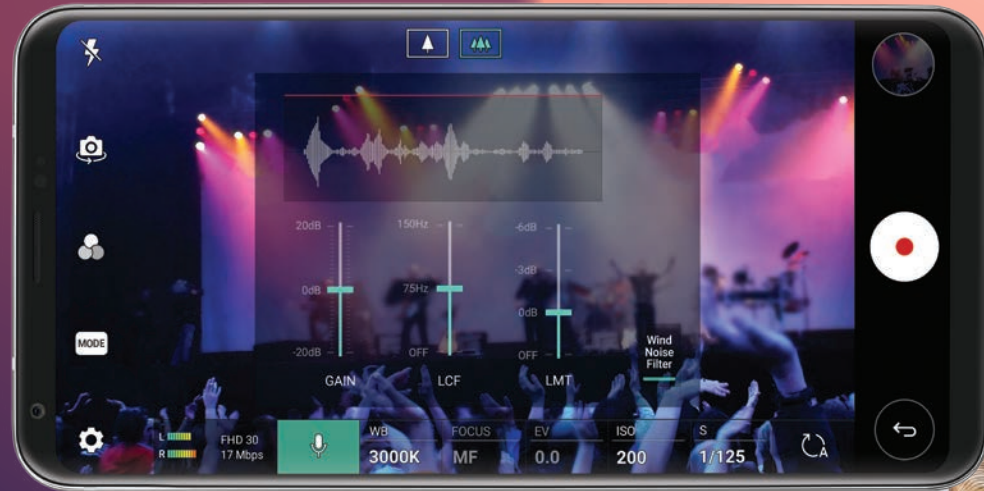 20dB
0dB
-20dB
GAIN
150Hz
75Hz
OFF
LCF
-6dB
-3dB
0dB
OFF
LMT
Wind
Noise
Filter
MODE
L
R
FHD 30
17 Mbps
WB
3000K
FOCUS
MF
EV
0.0
ISO
200
S
1/125
A